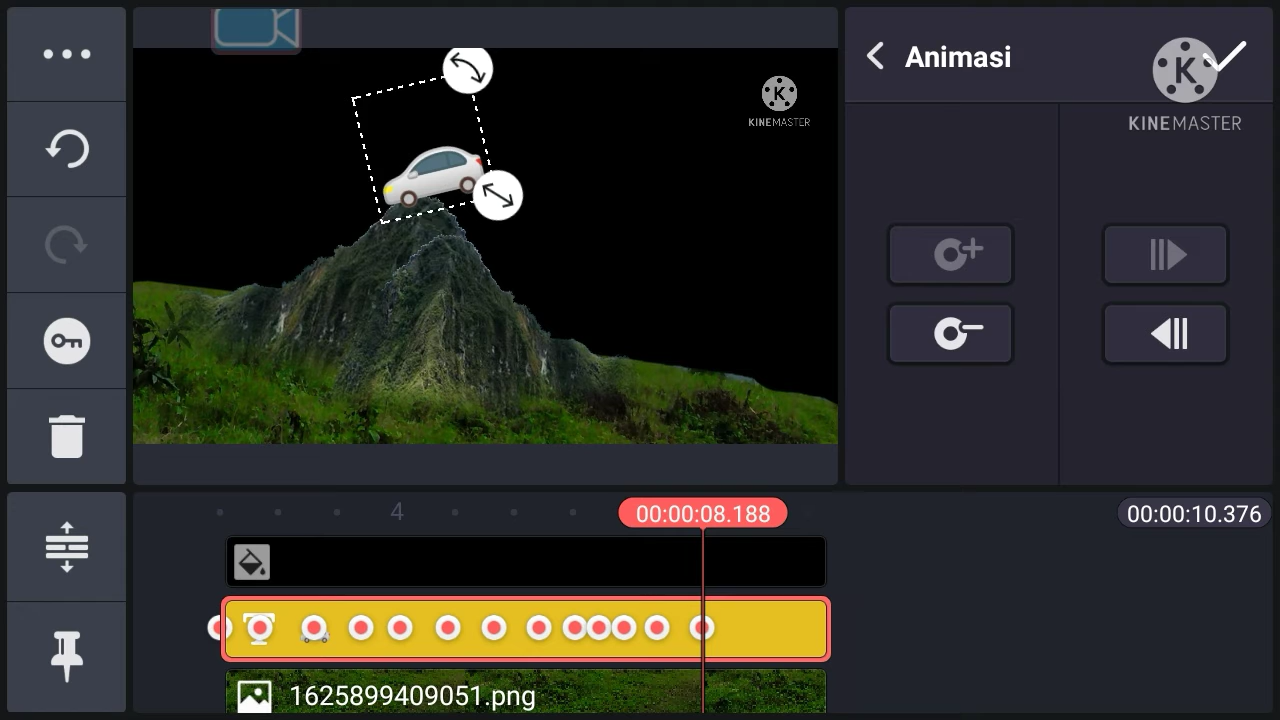 Animasi
K
KINEMASTER
K
KINEMASTER
4
00:00:08.188
00:00:10.376
1625899409051.png